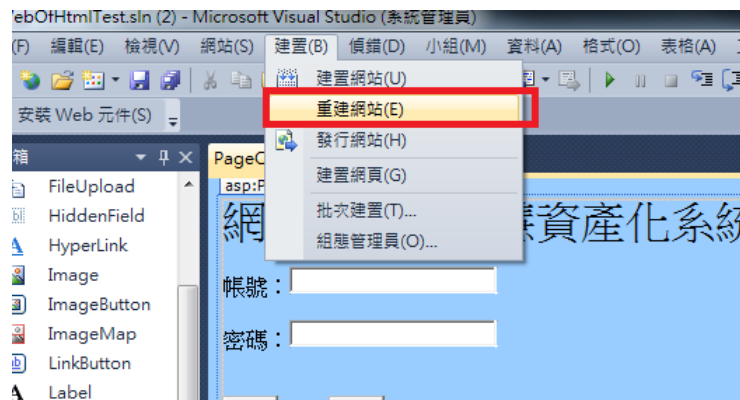 ebOfHtmlTest.sln (2) - Microsoft Visual Studio (系統管理員)
(F) 編輯(E) 檢視(V) 網站(S) 建置(B) 偵錯(D) 小組(M) 資料(A) 格式(O) 表格(A)
建置網站(U)
安裝 Web 元件(S)
重建網站(E)
發行網站(H)
建置網頁(G)
批次建置(T)...
組態管理員(O)...
箱
PageC
asp:P
FileUpload
HiddenField
HyperLink
Image
ImageButton
ImageMap
LinkButton
Label
網
資產化系統
帳號：
密碼：